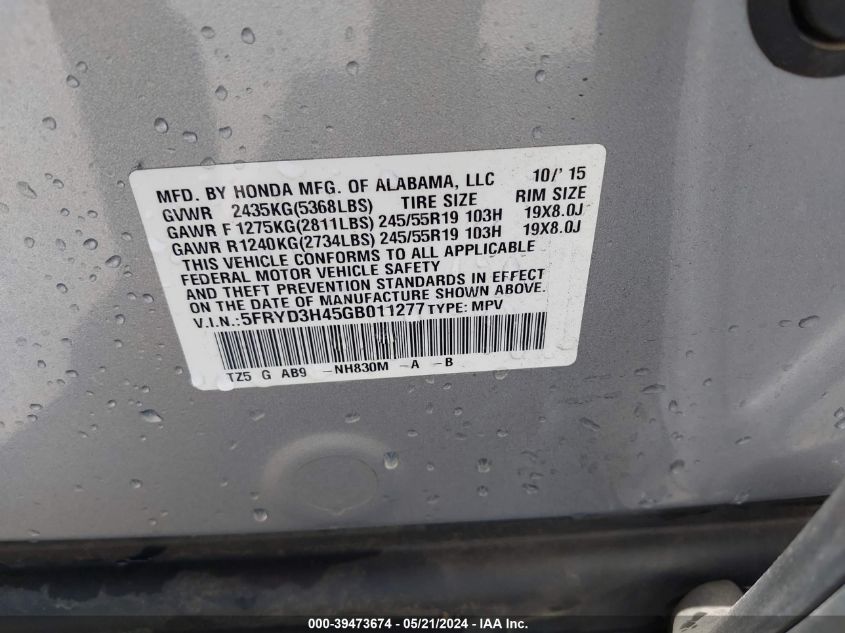 MFD. BY HONDA MFG. OF ALABAMA, LLC 10/' 15
GVWR 2435KG(5368LBS) TIRE SIZE RIM SIZE
GAWR F 1275KG(2811LBS) 245/55R19 103H 19X8.0J
GAWR R1240KG(2734LBS) 245/55R19 103H 19X8.0J
THIS VEHICLE CONFORMS TO ALL APPLICABLE
FEDERAL MOTOR VEHICLE SAFETY
AND THEFT PREVENTION STANDARDS IN EFFECT
ON THE DATE OF MANUFACTURE SHOWN ABOVE.
V.I.N.:5FRYD3H45GB011277 TYPE: MPV
TZ5 G AB9 -NH830M -A -B
000-39473674 - 05/21/2024 - IAAI Inc.